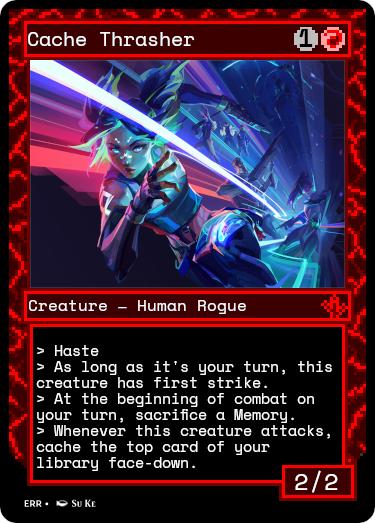 Cache Thrasher 1
Creature — Human Rogue
> Haste
> As long as it's your turn, this
creature has first strike.
> At the beginning of combat on
your turn, sacrifice a Memory.
> Whenever this creature attacks,
cache the top card of your
library face-down.
2/2
ERR • Su Ke